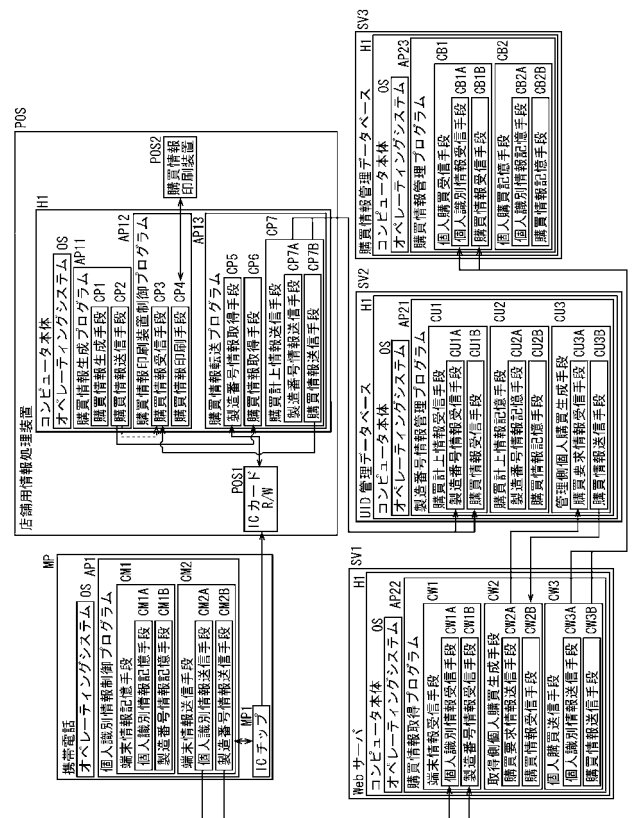 携帯電話
MP
オペレーティングシステム
OS
個人識別情報制御プログラム
AP1
端末情報記憶手段
CM1
個人識別情報記憶手段
CM1A
製造番号情報記憶手段
CM1B
端末情報送信手段
CM2
個人識別情報送信手段
CM2A
製造番号情報送信手段
CM2B
MP1
ICチップ
店舗用情報処理装置
POS
POS1
ICカード
R/W
コンピュータ本体
H1
オペレーティングシステム
OS
購買情報生成プログラム
AP11
購買情報生成手段
CP1
購買情報送信手段
CP2
購買情報印刷装置制御プログラム
AP12
購買情報受信手段
CP3
購買情報印刷手段
CP4
購買情報転送プログラム
AP13
製造番号情報取得手段
CP5
購買情報取得手段
CP6
購買計上情報送信手段
CP7
製造番号情報送信手段
CP7A
購買情報送信手段
CP7B
POS2
購買情報
印刷装置
Webサーバ
SV1
コンピュータ本体
H1
オペレーティングシステム
OS
購買情報取得プログラム
AP22
端末情報受信手段
CW1
個人識別情報受信手段
CW1A
製造番号情報受信手段
CW1B
取得側個人購買生成手段
CW2
購買要求情報送信手段
CW2A
購買情報受信手段
CW2B
個人購買送信手段
CW3
個人識別情報送信手段
CW3A
購買情報送信手段
CW3B
UID管理データベース
SV2
コンピュータ本体
H1
オペレーティングシステム
OS
製造番号情報管理プログラム
AP21
購買計上情報受信手段
CU1
製造番号情報受信手段
CU1A
購買情報受信手段
CU1B
購買計上情報記憶手段
CU2
製造番号情報記憶手段
CU2A
購買情報記憶手段
CU2B
管理側個人購買生成手段
CU3
購買要求情報受信手段
CU3A
購買情報送信手段
CU3B
購買情報管理データベース
SV3
コンピュータ本体
H1
オペレーティングシステム
OS
購買情報管理プログラム
AP23
個人購買受信手段
CB1
個人識別情報受信手段
CB1A
購買情報受信手段
CB1B
個人購買記憶手段
CB2
個人識別情報記憶手段
CB2A
購買情報記憶手段
CB2B